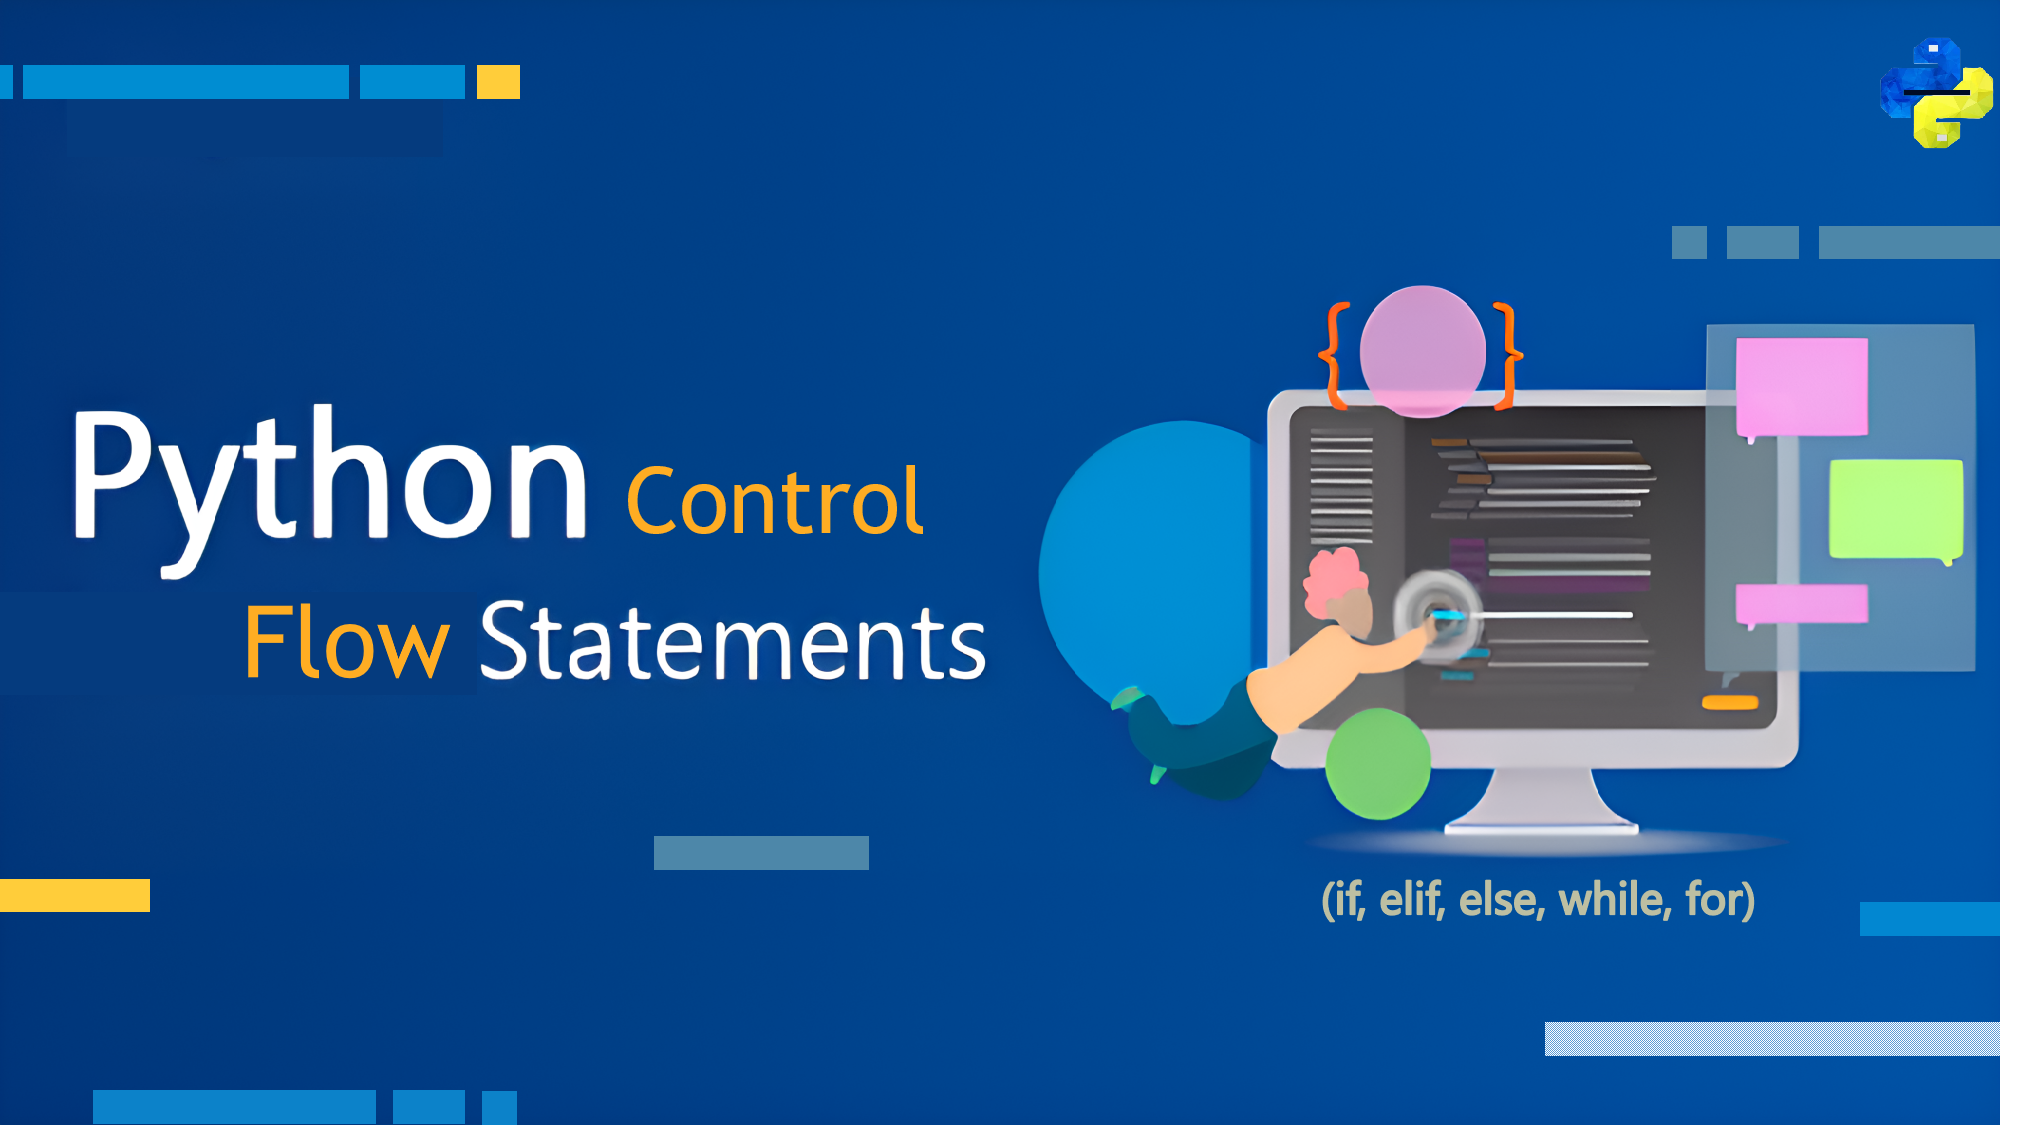 Python Control
Flow Statements
{ }
(if, elif, else, while, for)